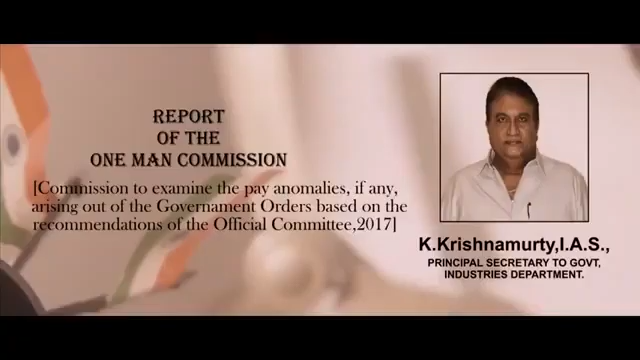 REPORT
OF THE
ONE MAN COMMISSION
[Commission to examine the pay anomalies, if any,
arising out of the Governament Orders based on the
recommendations of the Official Committee,2017]
K.Krishnamurty,I.A.S.,
PRINCIPAL SECRETARY TO GOVT,
INDUSTRIES DEPARTMENT.